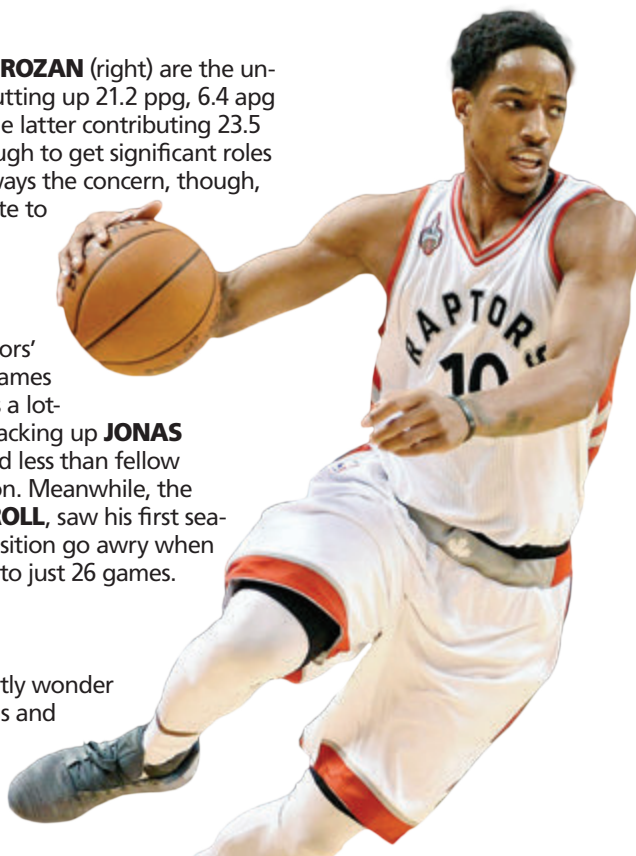 ROZAN (right) are the un-
utting up 21.2 ppg, 6.4 apg
e latter contributing 23.5
ugh to get significant roles
ways the concern, though,
te to
ors'
ames
s a lot-
acking up JONAS
d less than fellow
on. Meanwhile, the
ROLL, saw his first sea-
sition go awry when
to just 26 games.
tly wonder
s and
RAPTORS
10